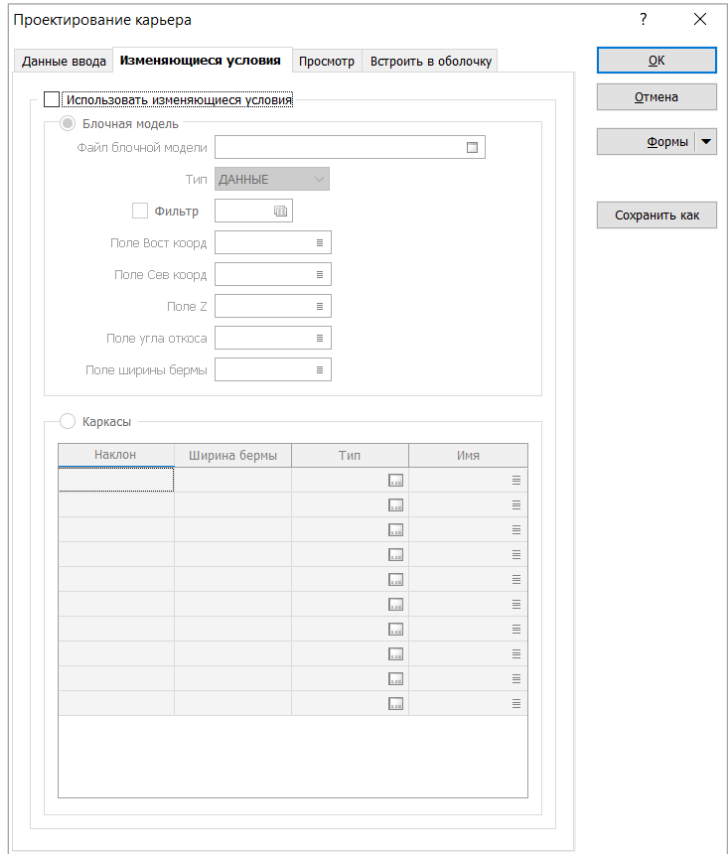 Проектирование карьера
?
Данные ввода Изменяющиеся условия Просмотр Встроить в оболочку
OK
Отмена
Формы
Сохранить как
Использовать изменяющиеся условия
Блочная модель
Файл блочной модели
Тип ДАННЫЕ
Фильтр
Поле Вост коорд
Поле Сев коорд
Поле Z
Поле угла откоса
Поле ширины бермы
Каркасы
Наклон Ширина бермы Тип Имя